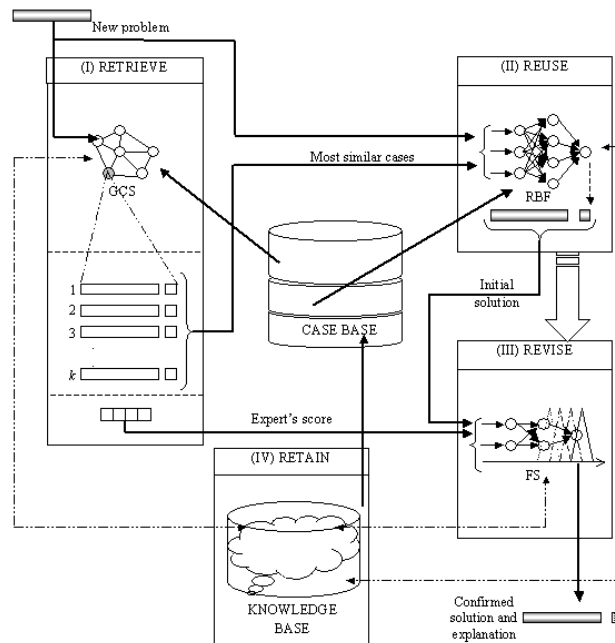 New problem
(I) RETRIEVE
(II) REUSE
GCS
Most similar cases
RBF
1
2
3
k
CASE BASE
Initial
solution
(III) REVISE
Expert's score
FS
(IV) RETAIN
KNOWLEDGE
BASE
Confirmed
solution and
explanation